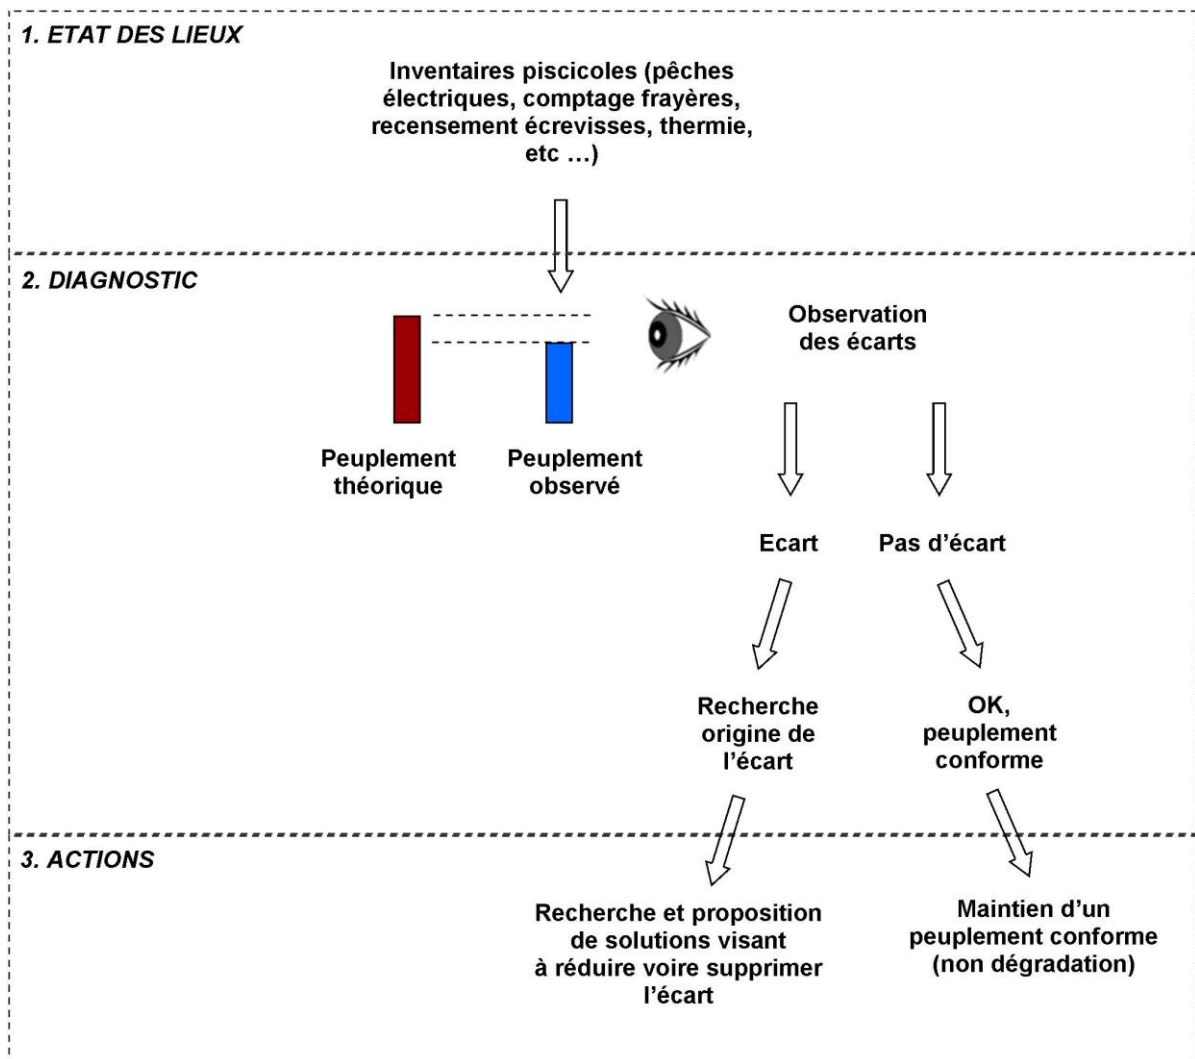 1. ETAT DES LIEUX
Inventaires piscicoles (pêches
électriques, comptage frayères,
recensement écrevisses, thermie,
etc …)
2. DIAGNOSTIC
Observation
des écarts
Peuplement
théorique
Peuplement
observé
Ecart
Pas d’écart
Recherche
origine de
l’écart
OK,
peuplement
conforme
3. ACTIONS
Recherche et proposition
de solutions visant
à réduire voire supprimer
l’écart
Maintien d’un
peuplement conforme
(non dégradation)